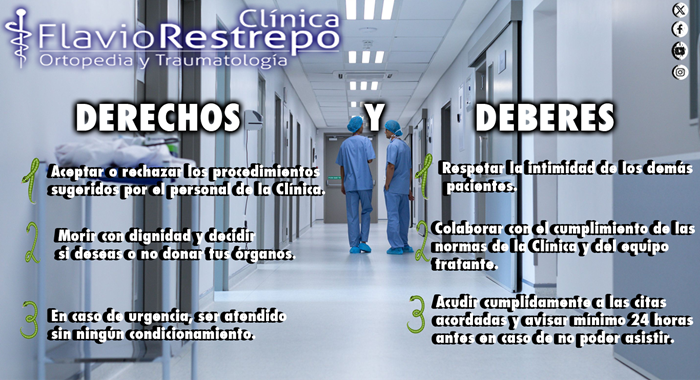 Clínica
FlavioRestrepo
Ortopedia y Traumatología
DERECHOS Y DEBERES
1 Aceptar o rechazar los procedimientos
sugeridos por el personal de la Clínica.
2 Morir con dignidad y decidir
si deseas o no donar tus órganos.
3 En caso de urgencia, ser atendido
sin ningún condicionamiento.
1 Respetar la intimidad de los demás
pacientes.
2 Colaborar con el cumplimiento de las
normas de la Clínica y del equipo
tratante.
3 Acudir cumplidamente a las citas
acordadas y avisar mínimo 24 horas
antes en caso de no poder asistir.